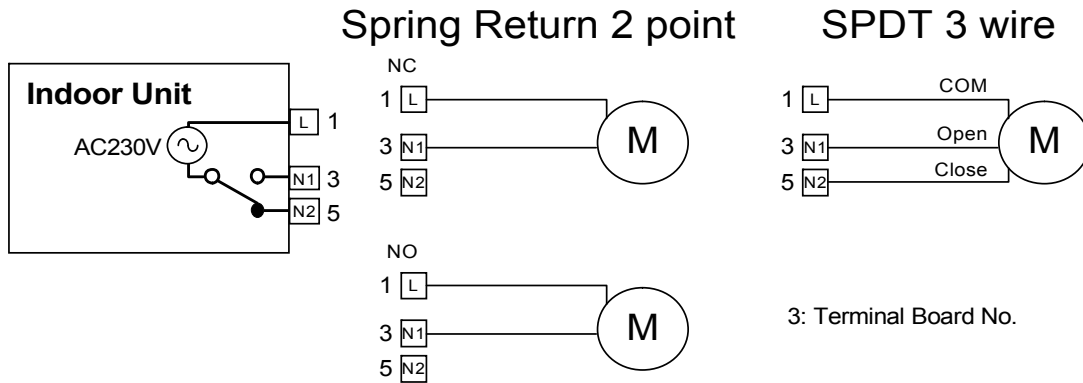 Spring Return 2 point
SPDT 3 wire
Indoor Unit
AC230V
L 1
N1 3
N2 5
NC
1 L
3 N1
5 N2
M
NO
1 L
3 N1
5 N2
M
1 L
3 N1
5 N2
COM
Open
Close
M
3: Terminal Board No.